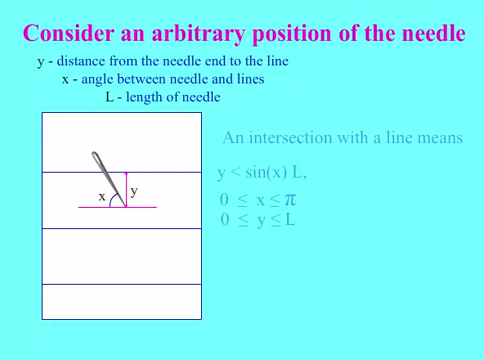 Consider an arbitrary position of the needle
y - distance from the needle end to the line
x - angle between needle and lines
L - length of needle
An intersection with a line means
y < sin(x) L,
0 ≤ x ≤ π
0 ≤ y ≤ L
x
y